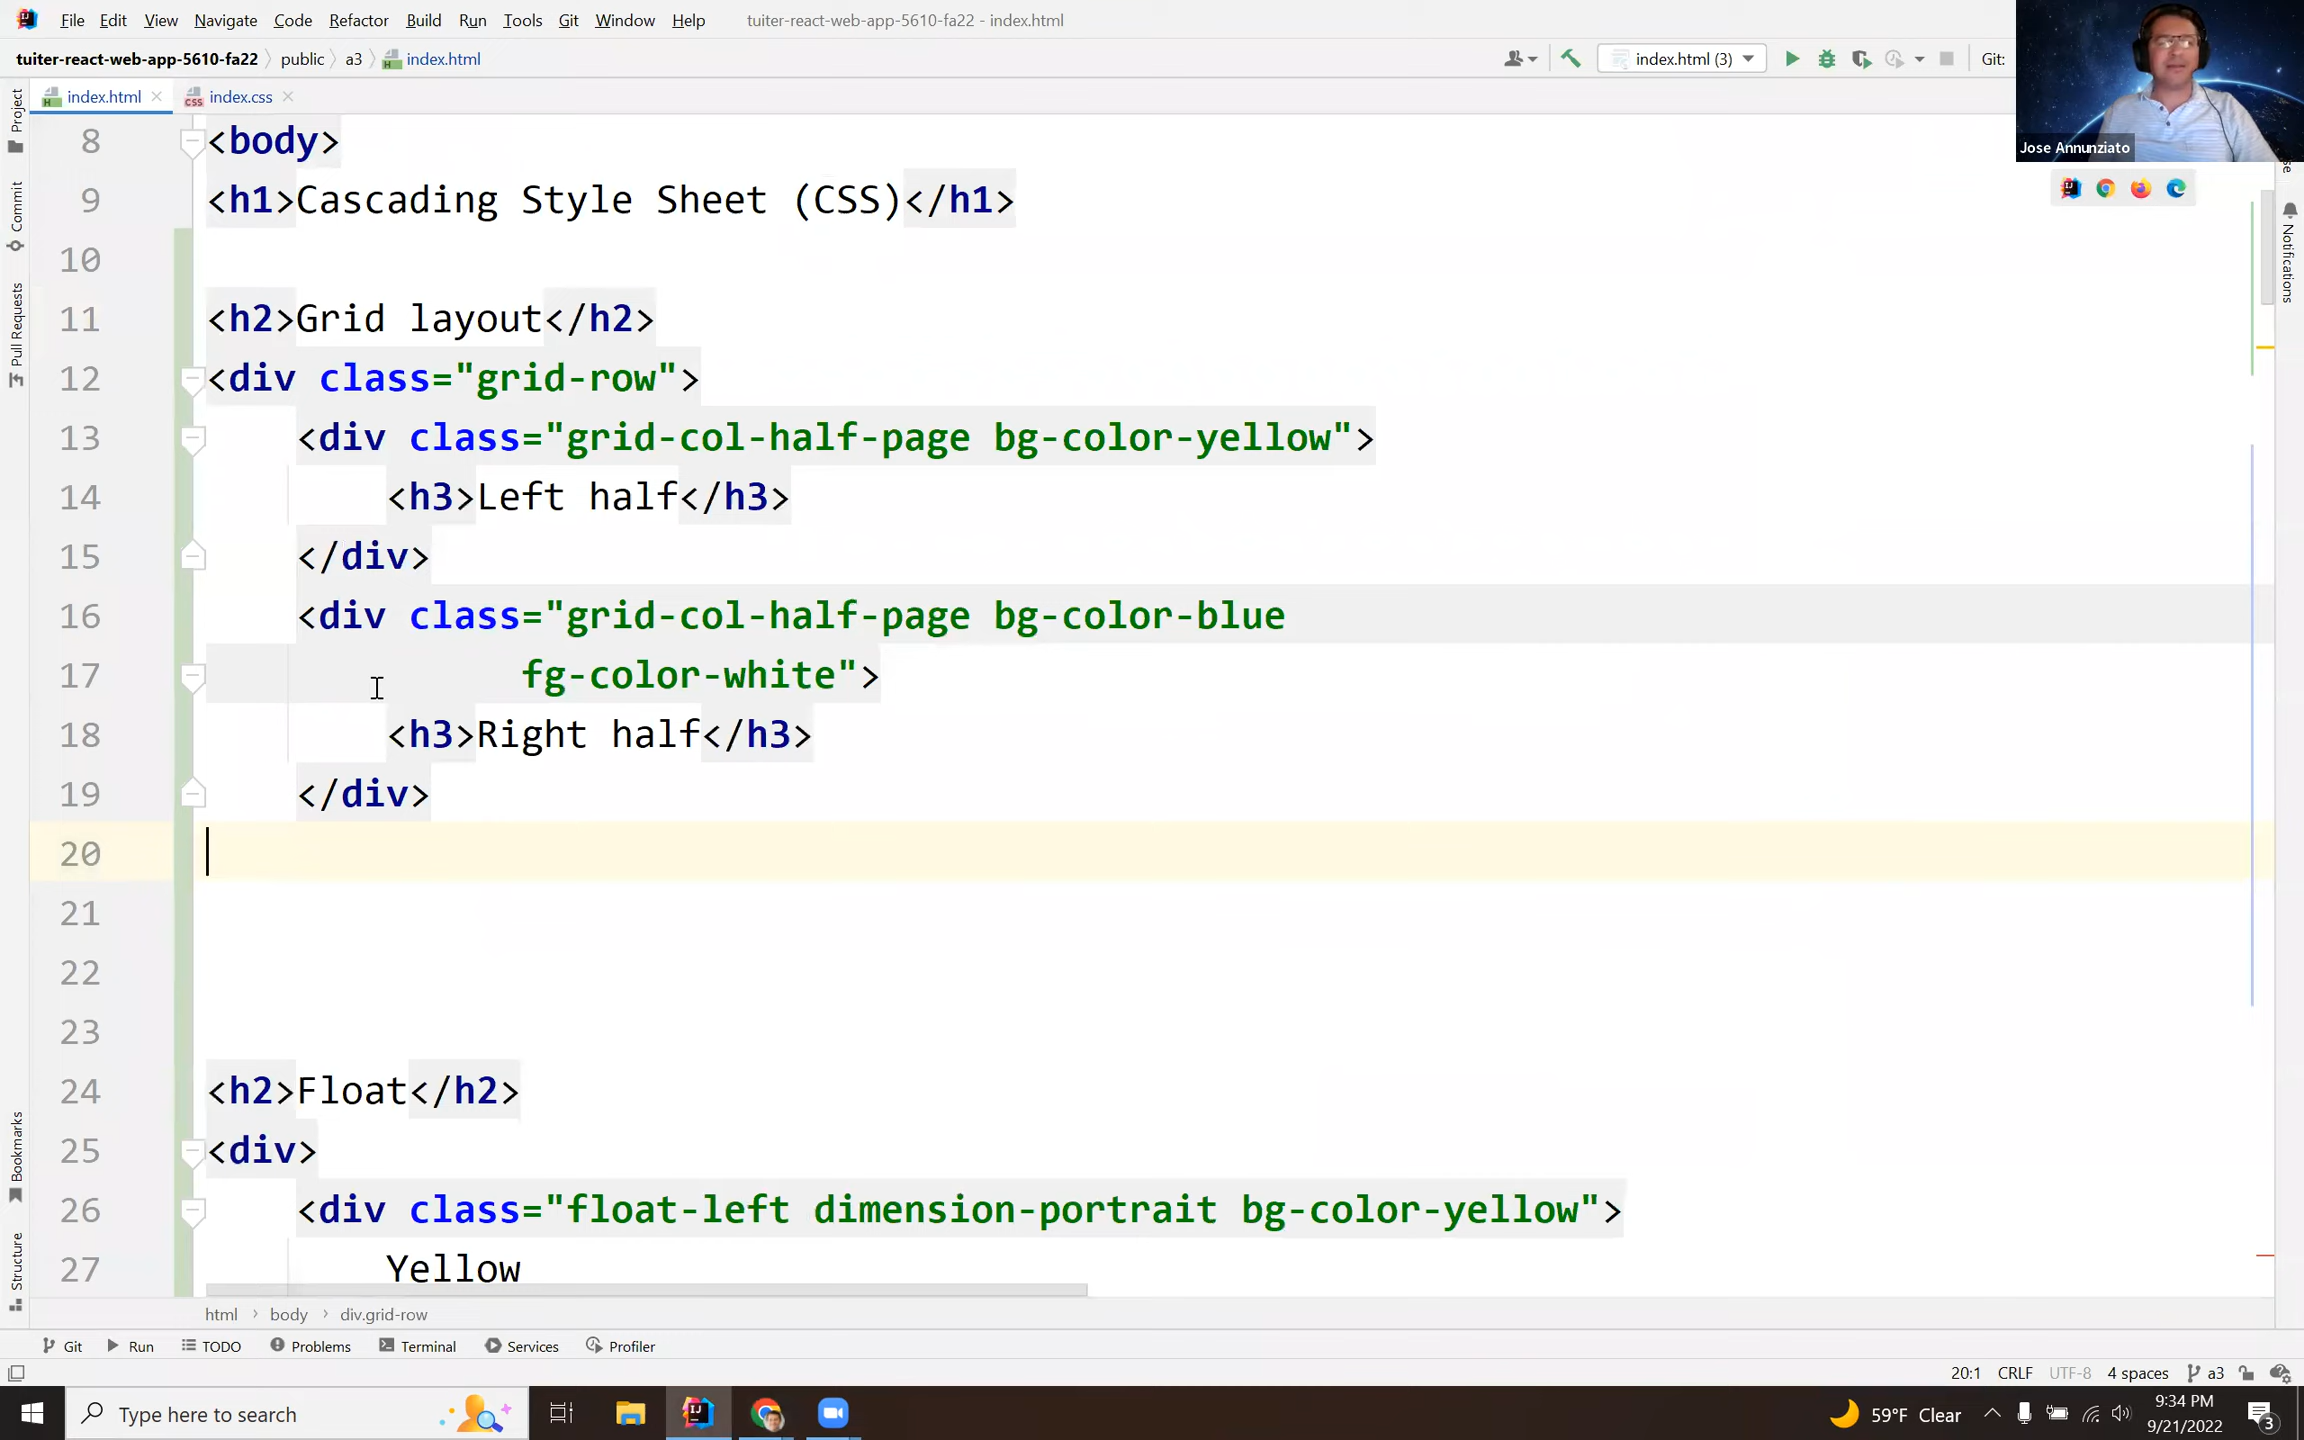 File Edit View Navigate Code Refactor Build Run Tools Git Window Help tuiter-react-web-app-5610-fa22 - index.html
tuiter-react-web-app-5610-fa22 public a3 index.html index.html (3) Git:
index.html index.css
Jose Annunziato
Project
Commit
Pull Requests
Bookmarks
Structure
Notifications
8 <body>
9 <h1>Cascading Style Sheet (CSS)</h1>
10
11 <h2>Grid layout</h2>
12 <div class="grid-row">
13 <div class="grid-col-half-page bg-color-yellow">
14 <h3>Left half</h3>
15 </div>
16 <div class="grid-col-half-page bg-color-blue
17 fg-color-white">
18 <h3>Right half</h3>
19 </div>
20
21
22
23
24 <h2>Float</h2>
25 <div>
26 <div class="float-left dimension-portrait bg-color-yellow">
27 Yellow
html body div.grid-row
Git Run TODO Problems Terminal Services Profiler
20:1 CRLF UTF-8 4 spaces a3
Type here to search 59°F Clear 9:34 PM
9/21/2022 3